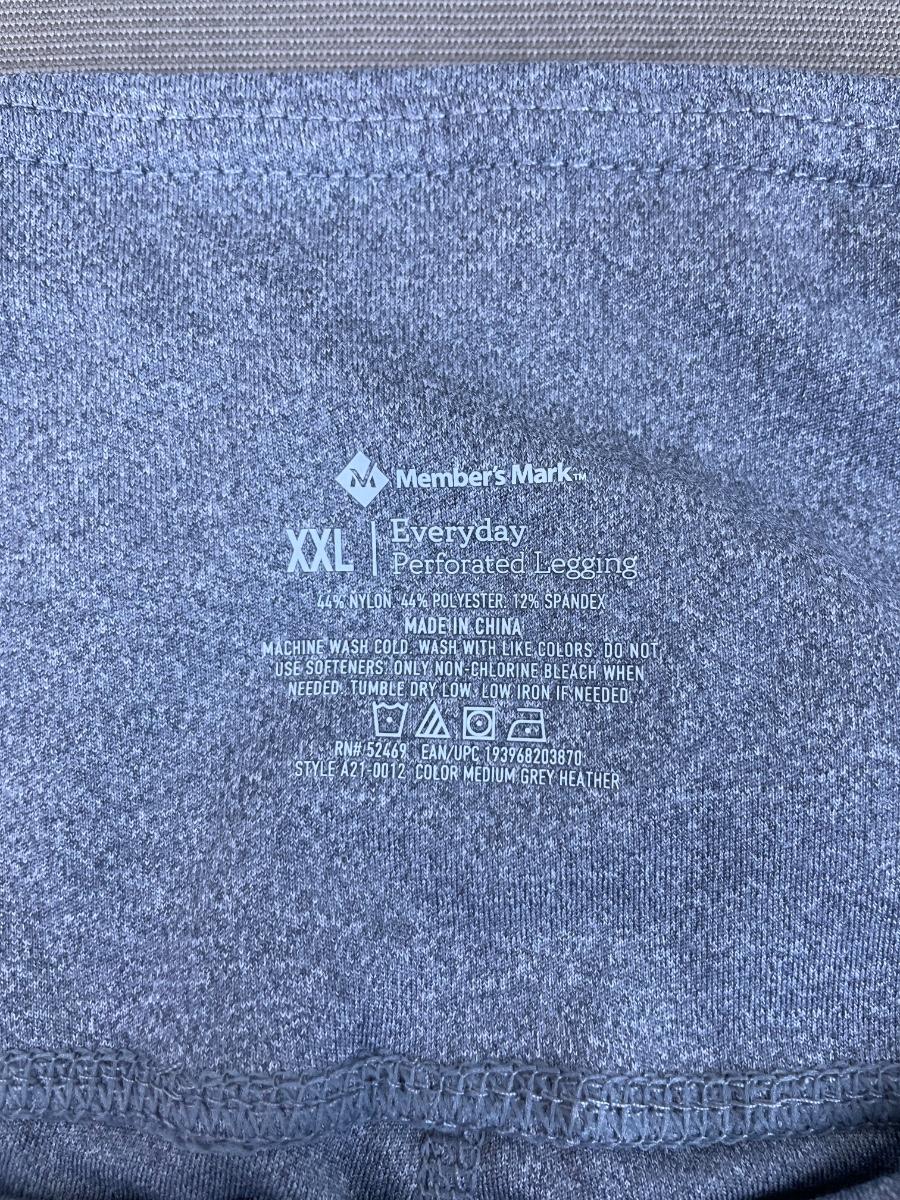 Member's Mark™
XXL
Everyday
Perforated Legging
44% NYLON 44% POLYESTER. 12% SPANDEX
MADE IN CHINA
MACHINE WASH COLD. WASH WITH LIKE COLORS. DO NOT
USE SOFTENERS. ONLY NON-CHLORINE BLEACH WHEN
NEEDED. TUMBLE DRY LOW. LOW IRON IF NEEDED.
RN# 52469 EAN/UPC 193968203870
STYLE A21-0012 COLOR MEDIUM GREY HEATHER